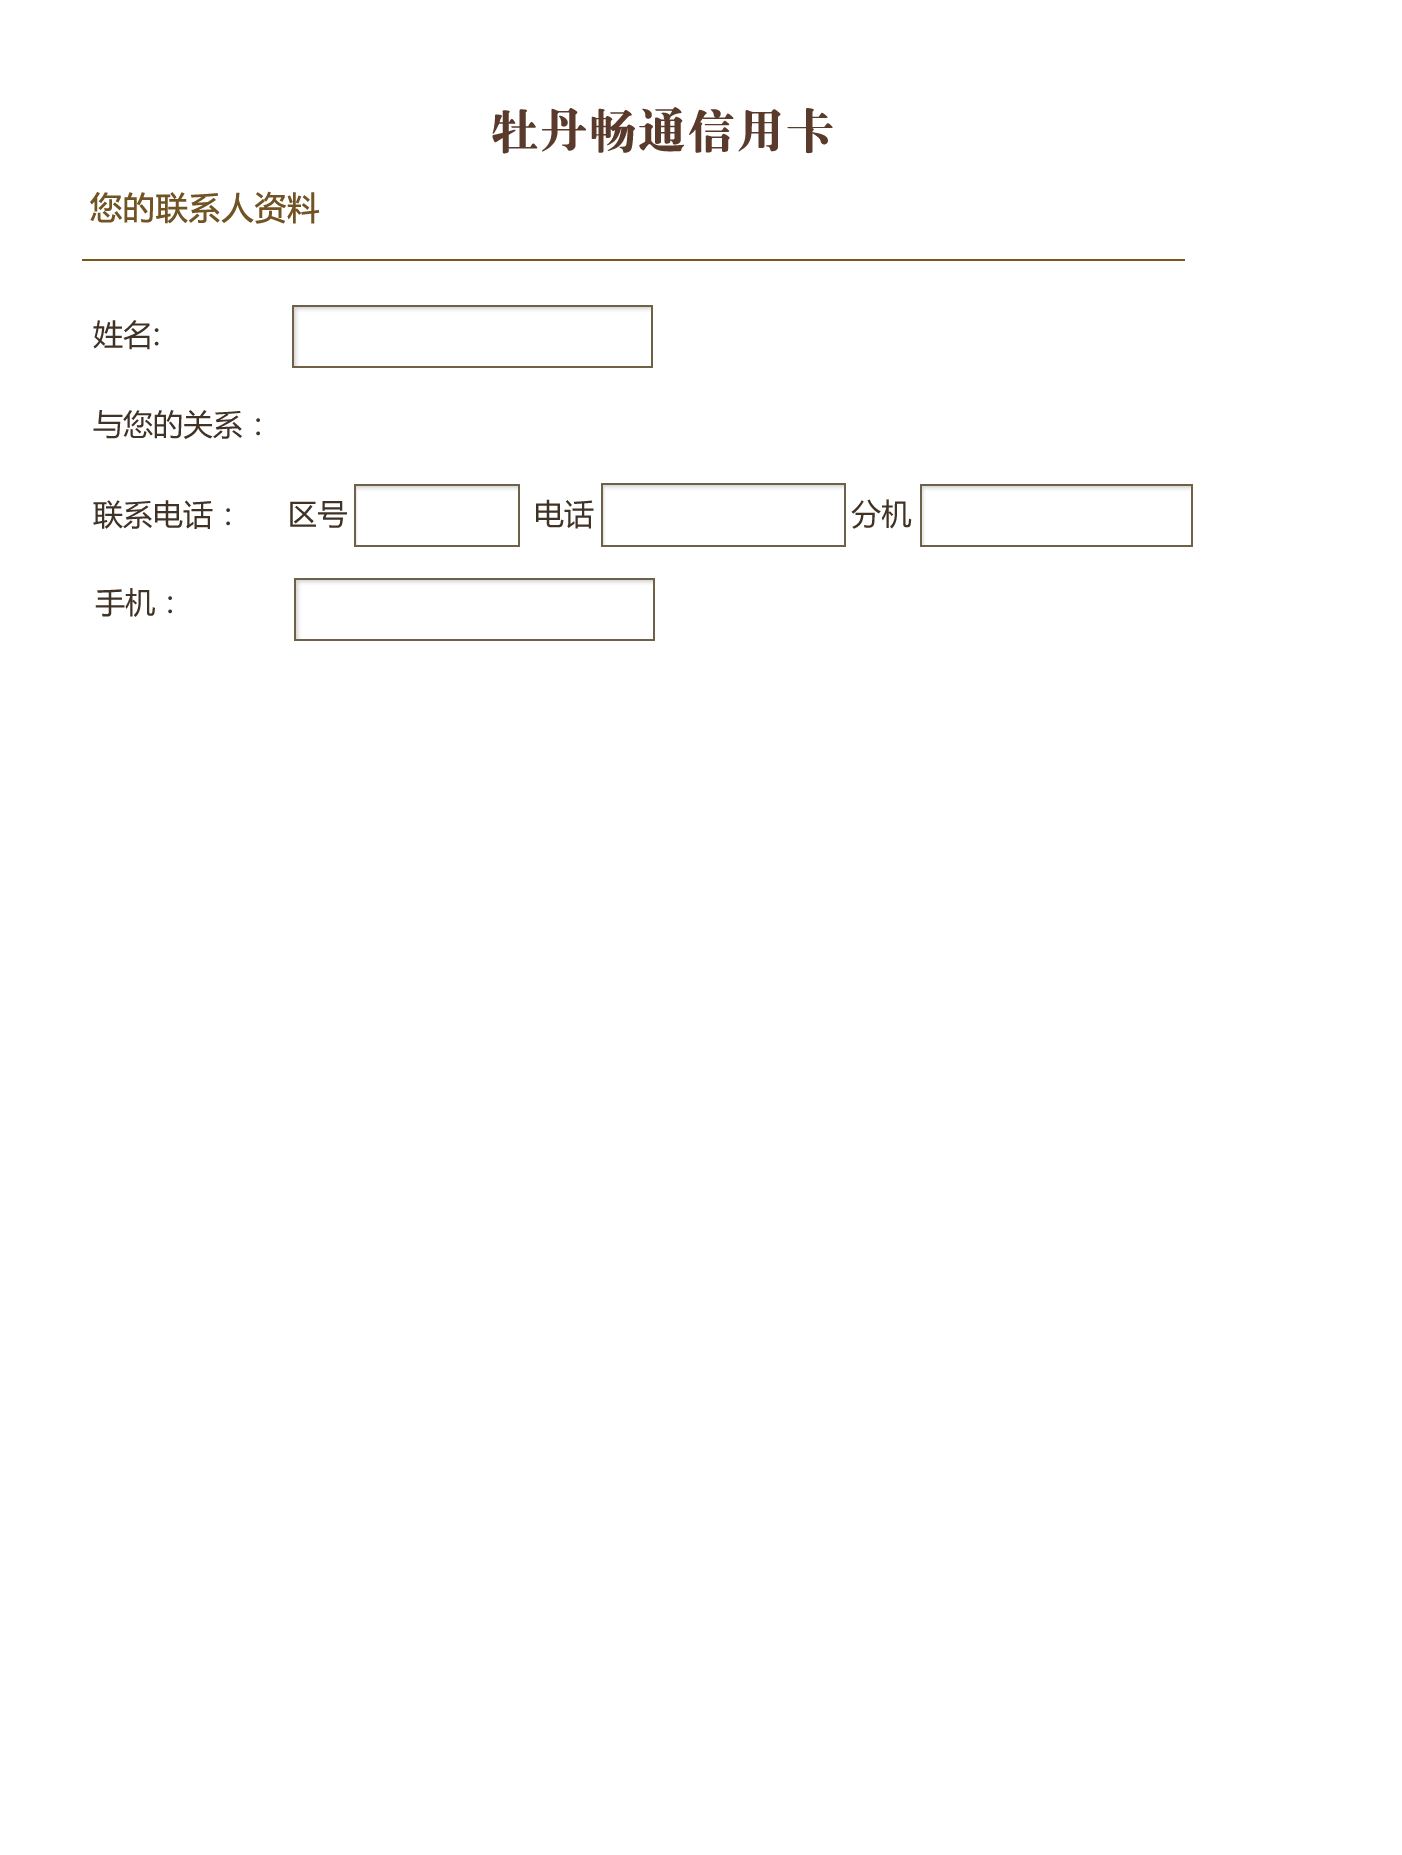 牡丹畅通信用卡
您的联系人资料
姓名:
与您的关系：
联系电话： 区号 电话 分机
手机：